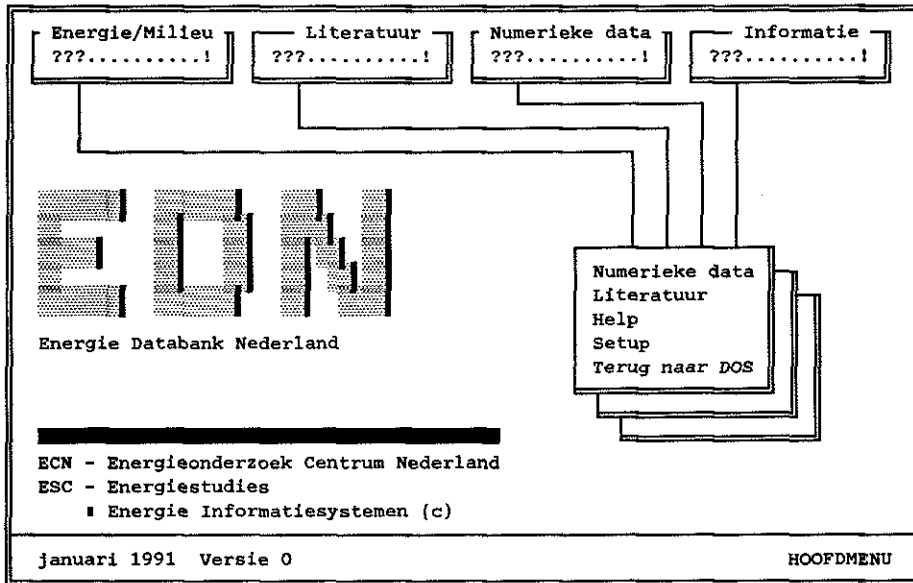 Energie/Milieu Literatuur Numerieke data Informatie
???..........! ???..........! ???..........! ???..........!
EDN
Energie Databank Nederland
Numerieke data
Literatuur
Help
Setup
Terug naar DOS
ECN - Energieonderzoek Centrum Nederland
ESC - Energiestudies
▮ Energie Informatiesystemen (c)
januari 1991 Versie 0 HOOFDMENU